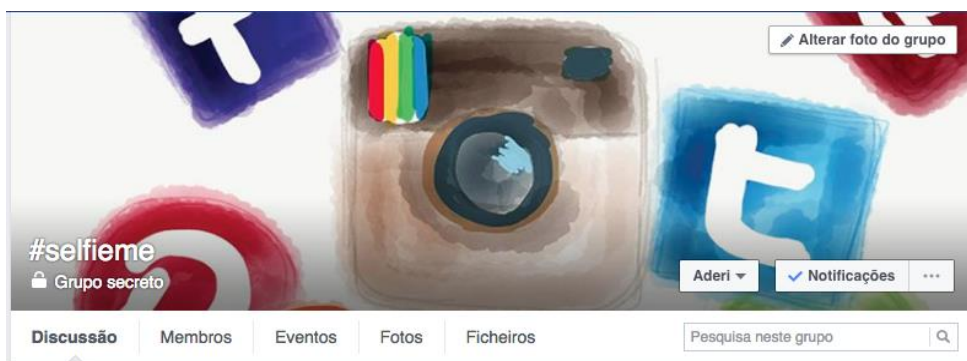 Alterar foto do grupo
#selfieme
Grupo secreto
Aderi
Notificações
Discussão Membros Eventos Fotos Ficheiros Pesquisa neste grupo